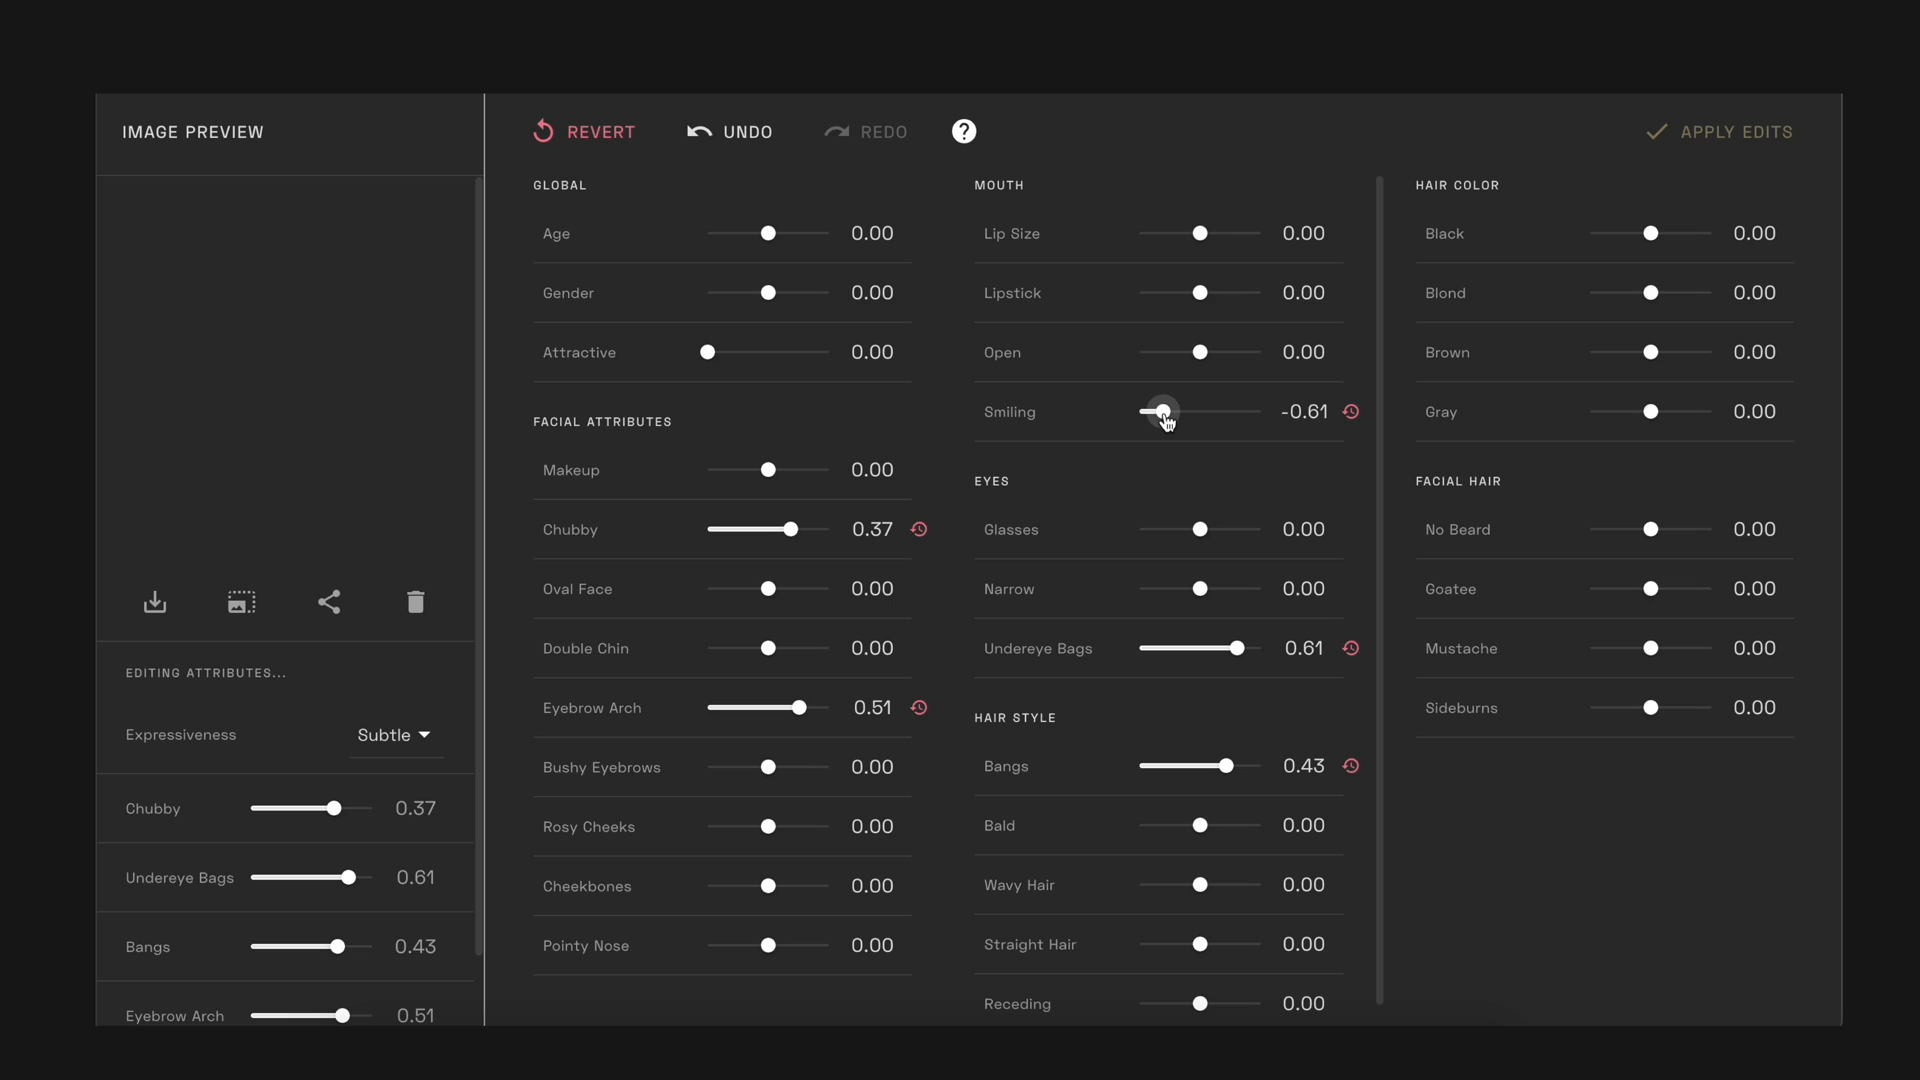 IMAGE PREVIEW
REVERT
UNDO
REDO
?
APPLY EDITS
EDITING ATTRIBUTES...
Expressiveness Subtle
Chubby 0.37
Undereye Bags 0.61
Bangs 0.43
Eyebrow Arch 0.51
GLOBAL
Age 0.00
Gender 0.00
Attractive 0.00
FACIAL ATTRIBUTES
Makeup 0.00
Chubby 0.37
Oval Face 0.00
Double Chin 0.00
Eyebrow Arch 0.51
Bushy Eyebrows 0.00
Rosy Cheeks 0.00
Cheekbones 0.00
Pointy Nose 0.00
MOUTH
Lip Size 0.00
Lipstick 0.00
Open 0.00
Smiling -0.61
EYES
Glasses 0.00
Narrow 0.00
Undereye Bags 0.61
HAIR STYLE
Bangs 0.43
Bald 0.00
Wavy Hair 0.00
Straight Hair 0.00
Receding 0.00
HAIR COLOR
Black 0.00
Blond 0.00
Brown 0.00
Gray 0.00
FACIAL HAIR
No Beard 0.00
Goatee 0.00
Mustache 0.00
Sideburns 0.00